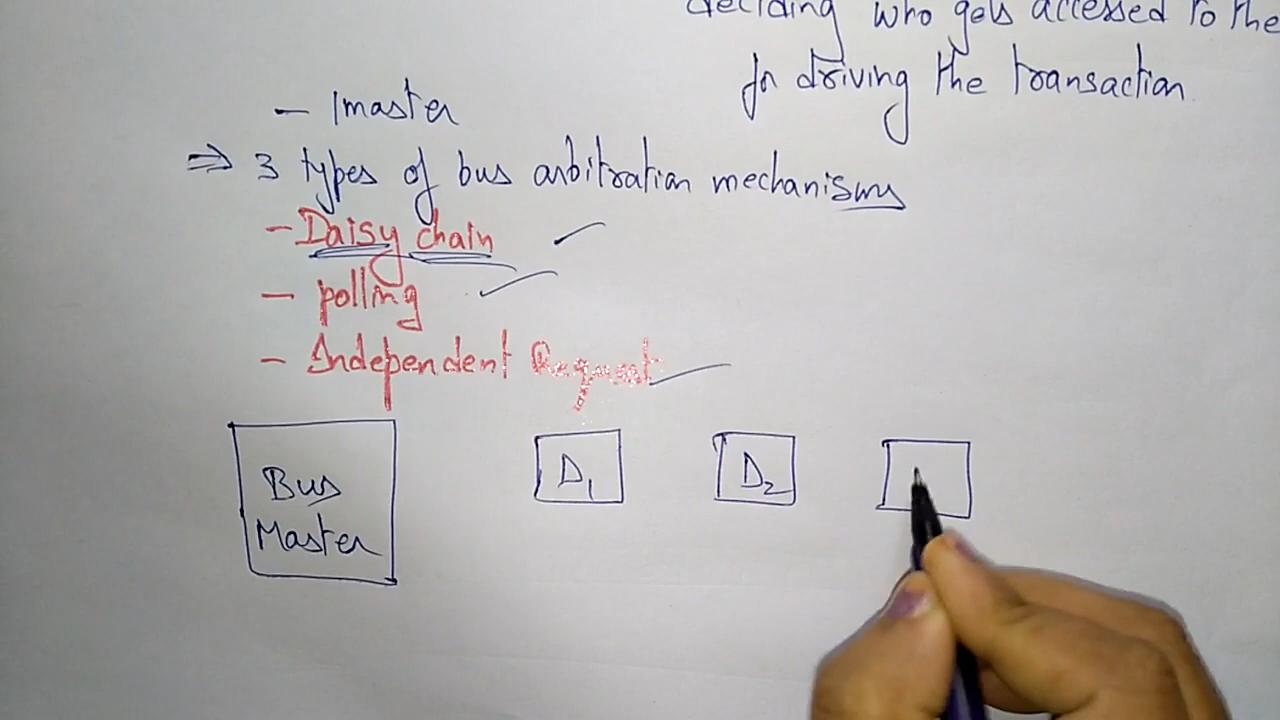 deciding who gets accessed to the
for driving the transaction
- 1master
⇒ 3 types of bus arbitration mechanisms
- Daisy chain ✓
- polling ✓
- Independent Request ✓
Bus
Master
D1
D2